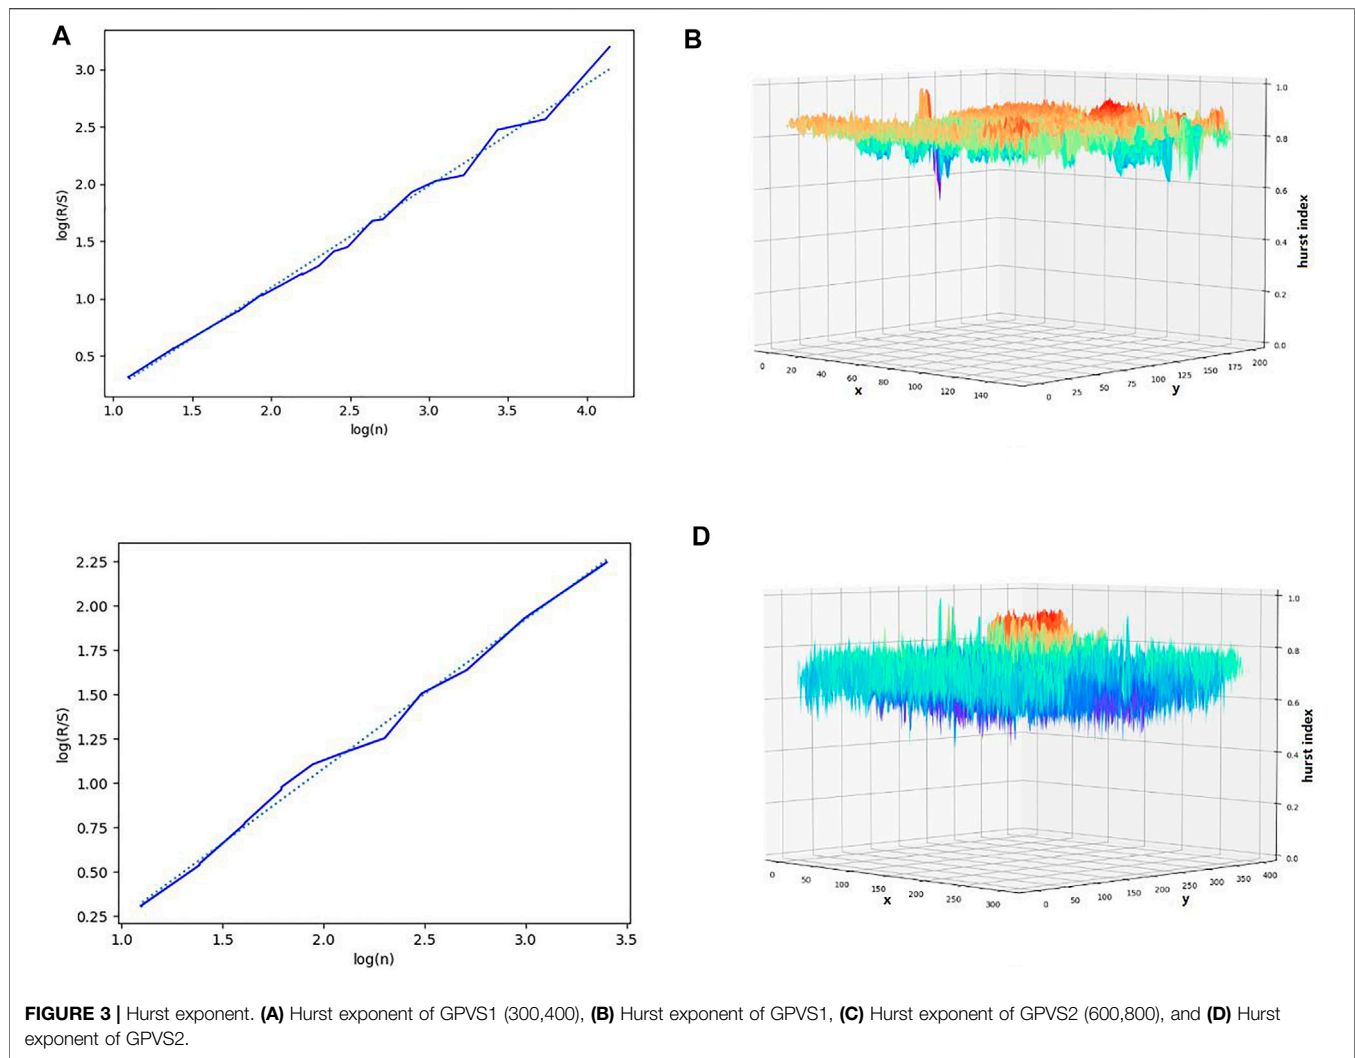 A
3.0
2.5
2.0
1.5
1.0
0.5
log(R/S)
1.0 1.5 2.0 2.5 3.0 3.5 4.0
log(n)
B
1.0
0.8
0.6
0.4
0.2
0.0
hurst index
0 20 40 60 80 100 120 140
x
0 25 50 75 100 125 150 175 200
y
2.25
2.00
1.75
1.50
1.25
1.00
0.75
0.50
0.25
log(R/S)
1.0 1.5 2.0 2.5 3.0 3.5
log(n)
D
1.0
0.8
0.6
0.4
0.2
0.0
hurst index
0 50 100 150 200 250 300
x
0 50 100 150 200 250 300 350 400
y
FIGURE 3 | Hurst exponent. (A) Hurst exponent of GPVS1 (300,400), (B) Hurst exponent of GPVS1, (C) Hurst exponent of GPVS2 (600,800), and (D) Hurst
exponent of GPVS2.